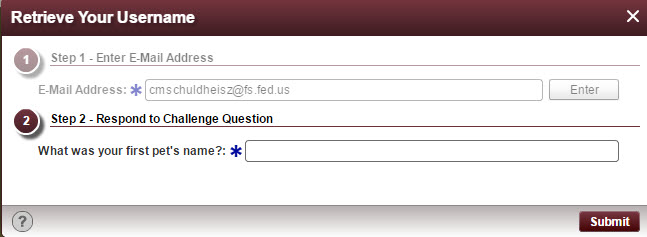 Retrieve Your Username
1 Step 1 - Enter E-Mail Address
E-Mail Address: * cmschuldheisz@fs.fed.us Enter
2 Step 2 - Respond to Challenge Question
What was your first pet's name?: *
? Submit